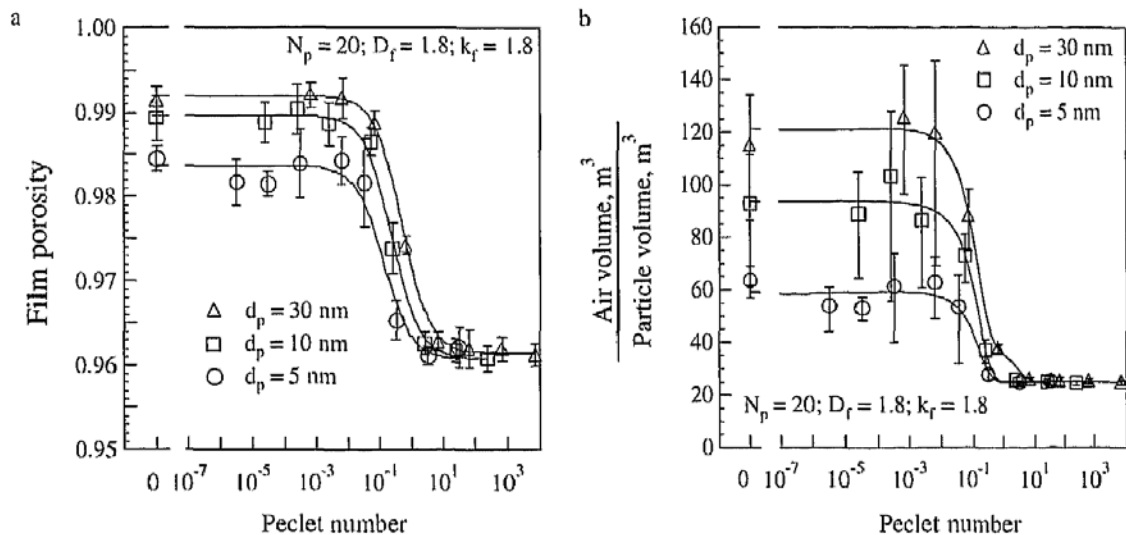 a
N_p = 20; D_f = 1.8; k_f = 1.8
1.00
0.99
0.98
0.97
0.96
0.95
Film porosity
d_p = 30 nm
d_p = 10 nm
d_p = 5 nm
0 10^-7 10^-5 10^-3 10^-1 10^1 10^3
Peclet number
b
d_p = 30 nm
d_p = 10 nm
d_p = 5 nm
160
140
120
100
80
60
40
20
0
Air volume, m^3
Particle volume, m^3
N_p = 20; D_f = 1.8; k_f = 1.8
0 10^-7 10^-5 10^-3 10^-1 10^1 10^3
Peclet number